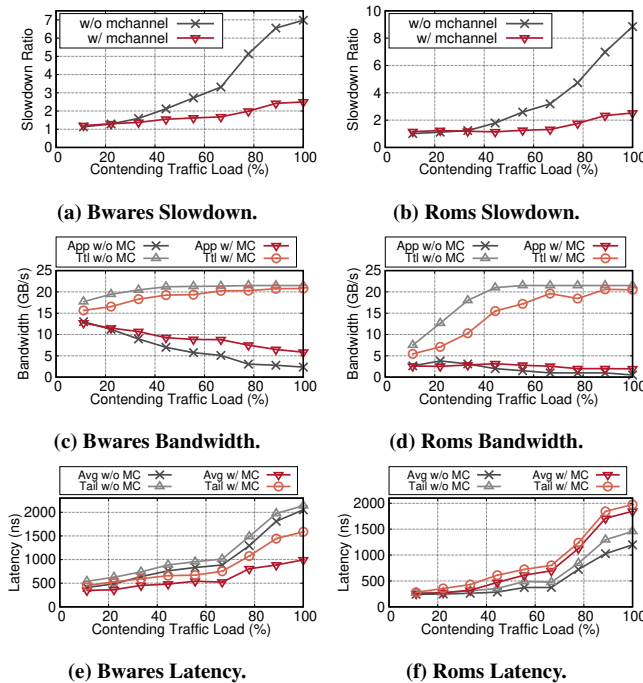 w/o mchannel
w/ mchannel
Slowdown Ratio
7
6
5
4
3
2
1
0
0 20 40 60 80 100
Contending Traffic Load (%)
(a) Bwares Slowdown.
w/o mchannel
w/ mchannel
Slowdown Ratio
10
8
6
4
2
0
0 20 40 60 80 100
Contending Traffic Load (%)
(b) Roms Slowdown.
App w/o MC App w/ MC
Ttl w/o MC Ttl w/ MC
Bandwidth (GB/s)
25
20
15
10
5
0
0 20 40 60 80 100
Contending Traffic Load (%)
(c) Bwares Bandwidth.
App w/o MC App w/ MC
Ttl w/o MC Ttl w/ MC
Bandwidth (GB/s)
25
20
15
10
5
0
0 20 40 60 80 100
Contending Traffic Load (%)
(d) Roms Bandwidth.
Avg w/o MC Avg w/ MC
Tail w/o MC Tail w/ MC
Latency (ns)
2000
1500
1000
500
0
0 20 40 60 80 100
Contending Traffic Load (%)
(e) Bwares Latency.
Avg w/o MC Avg w/ MC
Tail w/o MC Tail w/ MC
Latency (ns)
2000
1500
1000
500
0
0 20 40 60 80 100
Contending Traffic Load (%)
(f) Roms Latency.